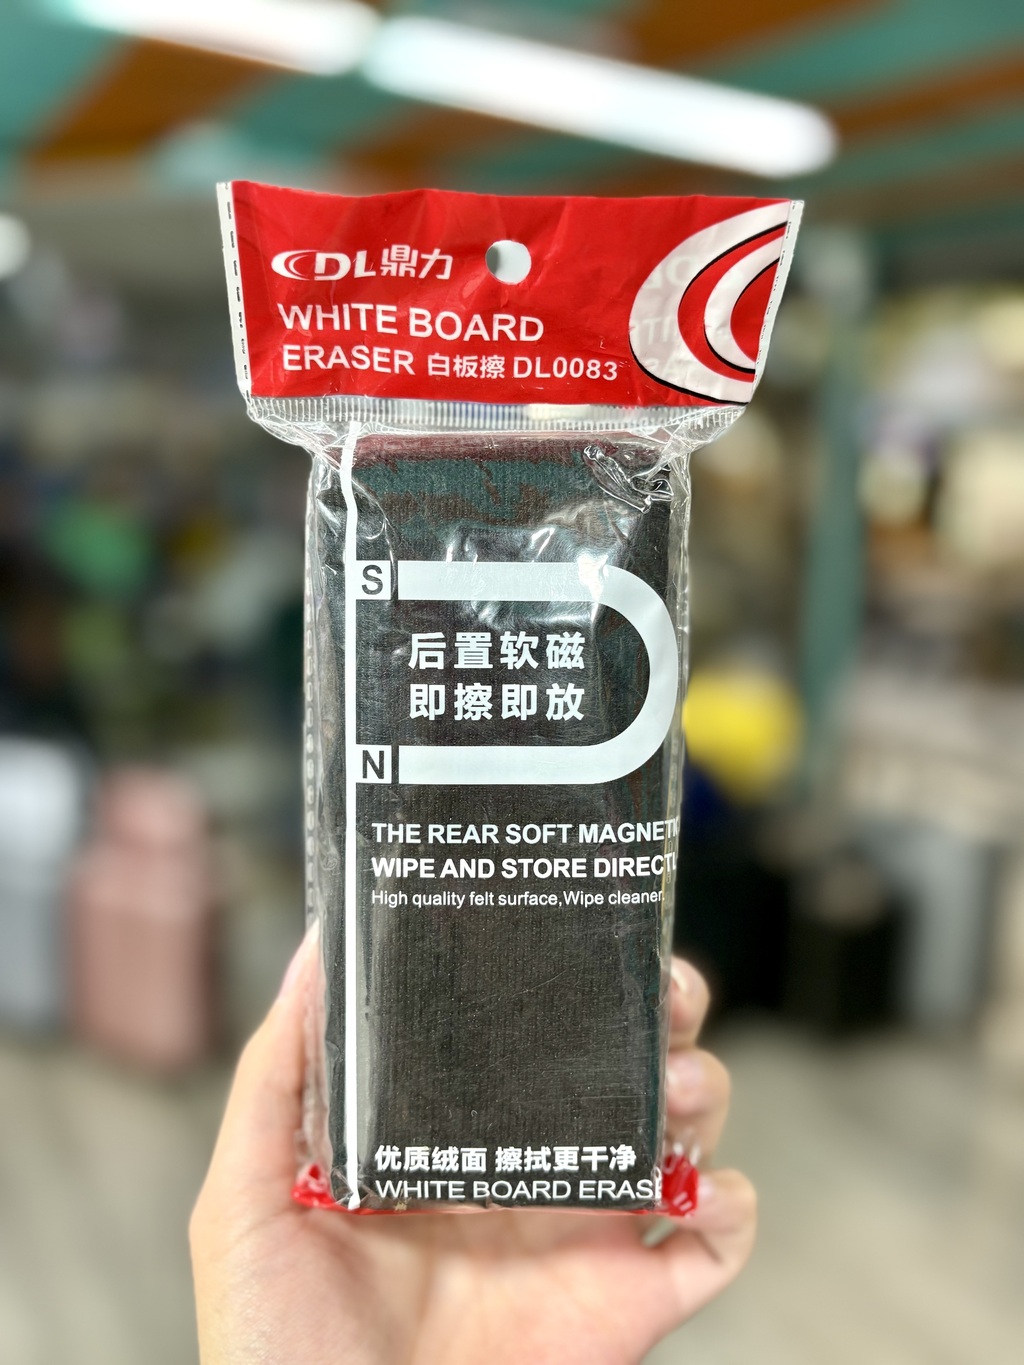 CDL鼎力
WHITE BOARD
ERASER 白板擦 DL0083
S
后置软磁
即擦即放
N
THE REAR SOFT MAGNET
WIPE AND STORE DIRECT
High quality felt surface,Wipe cleaner.
优质绒面 擦拭更干净
WHITE BOARD ERAS